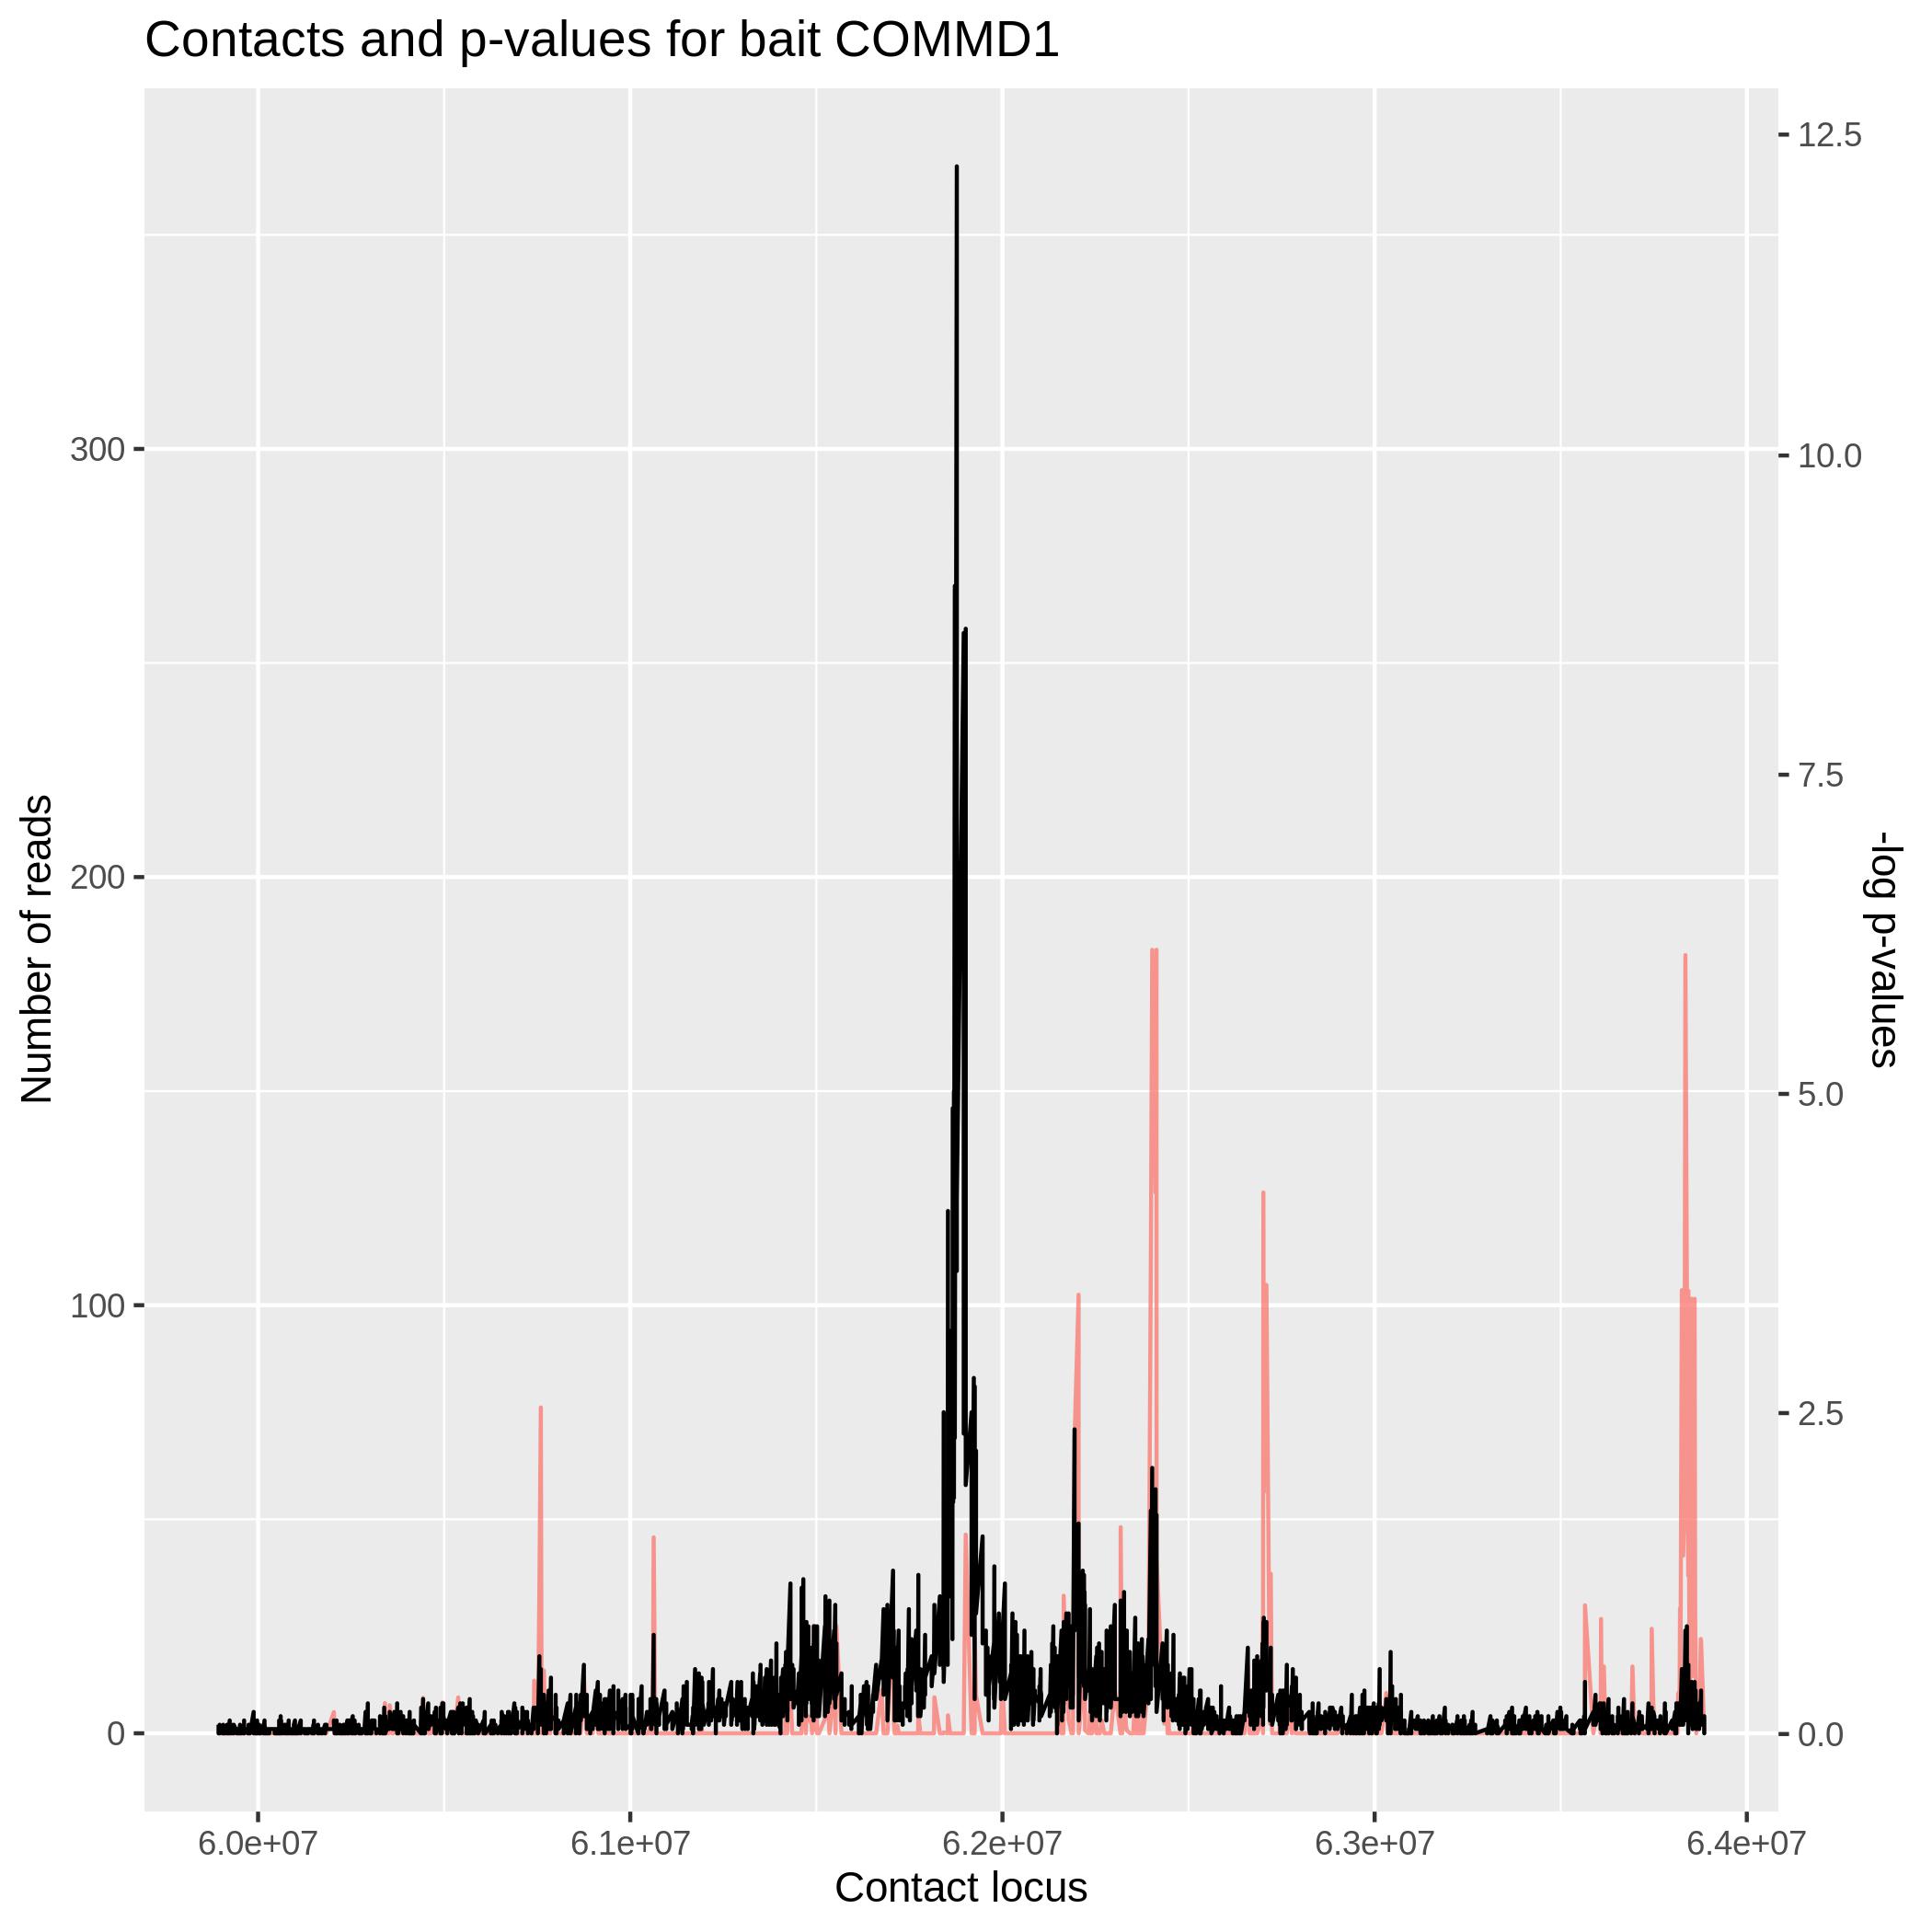 Contacts and p-values for bait COMMD1
Number of reads
300
200
100
0
12.5
10.0
7.5
5.0
2.5
0.0
-log p-values
6.0e+07
6.1e+07
6.2e+07
6.3e+07
6.4e+07
Contact locus